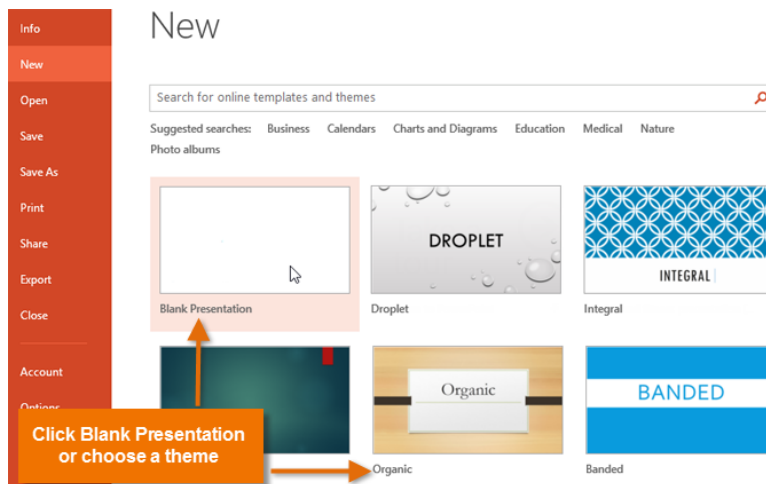 Info
New
Open
Save
Save As
Print
Share
Export
Close
Account
Options
New
Search for online templates and themes
Suggested searches: Business Calendars Charts and Diagrams Education Medical Nature
Photo albums
DROPLET
INTEGRAL
Blank Presentation Droplet Integral
Organic
BANDED
Organic Banded
Click Blank Presentation
or choose a theme